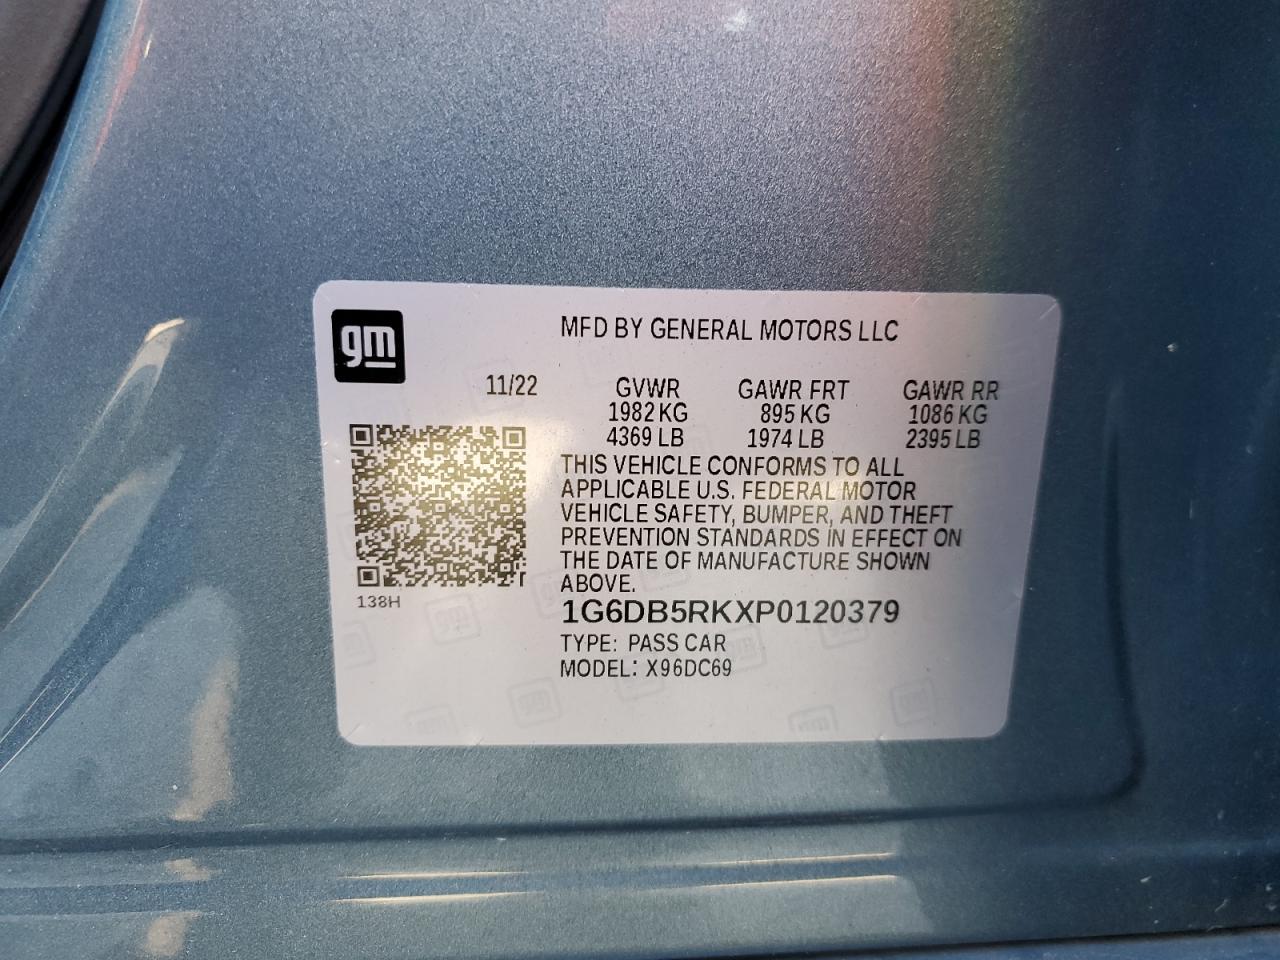 gm
MFD BY GENERAL MOTORS LLC
11/22 GVWR GAWR FRT GAWR RR
1982 KG 895 KG 1086 KG
4369 LB 1974 LB 2395 LB
THIS VEHICLE CONFORMS TO ALL
APPLICABLE U.S. FEDERAL MOTOR
VEHICLE SAFETY, BUMPER, AND THEFT
PREVENTION STANDARDS IN EFFECT ON
THE DATE OF MANUFACTURE SHOWN
ABOVE.
138H
1G6DB5RKXP0120379
TYPE: PASS CAR
MODEL: X96DC69